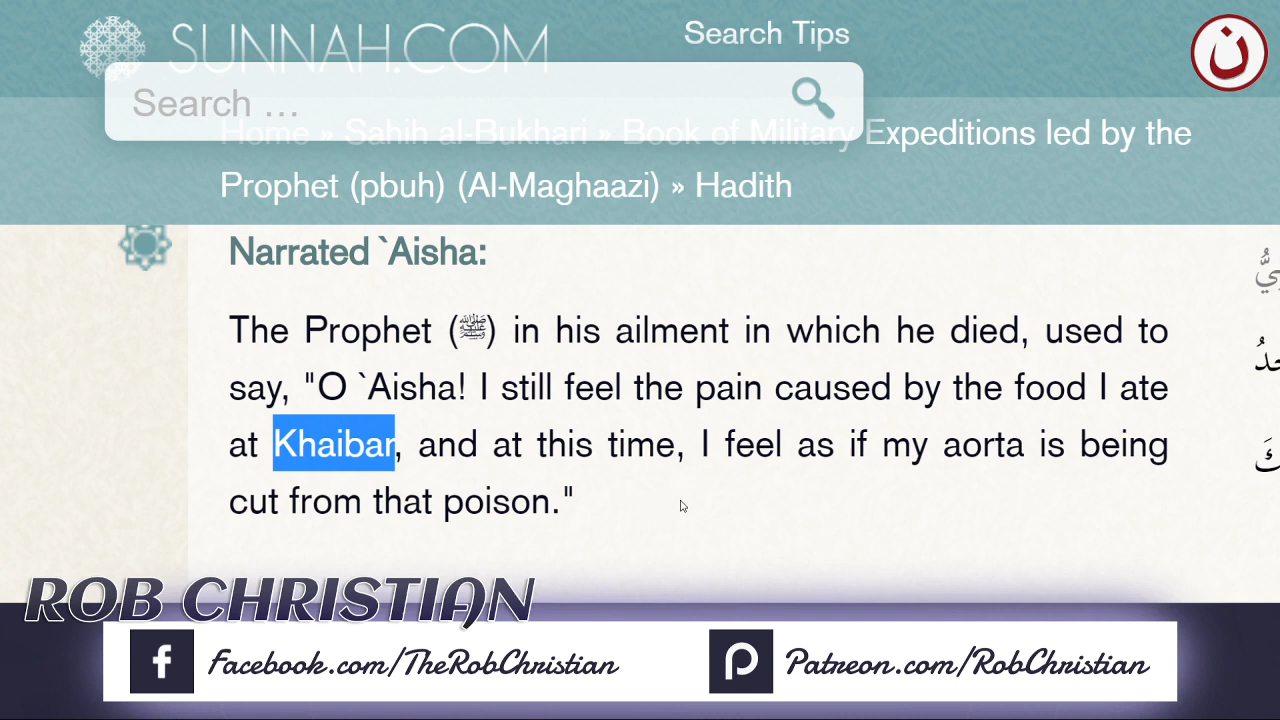 SUNNAH.COM
Search Tips
ن
Search ...
Home » Sahih al-Bukhari » Book of Military Expeditions led by the
Prophet (pbuh) (Al-Maghaazi) » Hadith
Narrated `Aisha:
The Prophet (ﷺ) in his ailment in which he died, used to
say, "O `Aisha! I still feel the pain caused by the food I ate
at Khaibar, and at this time, I feel as if my aorta is being
cut from that poison."
ROB CHRISTIAN
f Facebook.com/TheRobChristian
Patreon.com/RobChristian